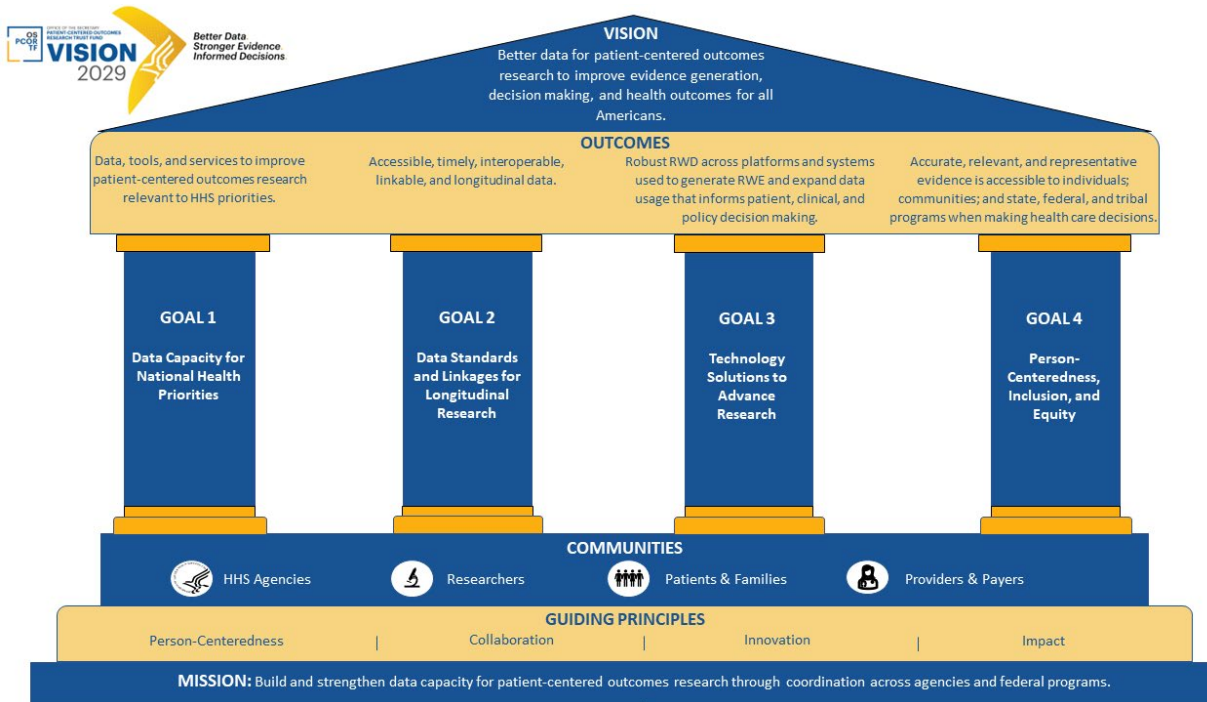 OS
PCOR
TF
OFFICE OF THE SECRETARY
PATIENT-CENTERED OUTCOMES
RESEARCH TRUST FUND
VISION
2029
Better Data.
Stronger Evidence.
Informed Decisions.
VISION
Better data for patient-centered outcomes
research to improve evidence generation,
decision making, and health outcomes for all
Americans.
OUTCOMES
Data, tools, and services to improve
patient-centered outcomes research
relevant to HHS priorities.
Accessible, timely, interoperable,
linkable, and longitudinal data.
Robust RWD across platforms and systems
used to generate RWE and expand data
usage that informs patient, clinical, and
policy decision making.
Accurate, relevant, and representative
evidence is accessible to individuals;
communities; and state, federal, and tribal
programs when making health care decisions.
GOAL 1
Data Capacity for
National Health
Priorities
GOAL 2
Data Standards
and Linkages for
Longitudinal
Research
GOAL 3
Technology
Solutions to
Advance
Research
GOAL 4
Person-
Centeredness,
Inclusion, and
Equity
COMMUNITIES
HHS Agencies
Researchers
Patients & Families
Providers & Payers
GUIDING PRINCIPLES
Person-Centeredness | Collaboration | Innovation | Impact
MISSION: Build and strengthen data capacity for patient-centered outcomes research through coordination across agencies and federal programs.